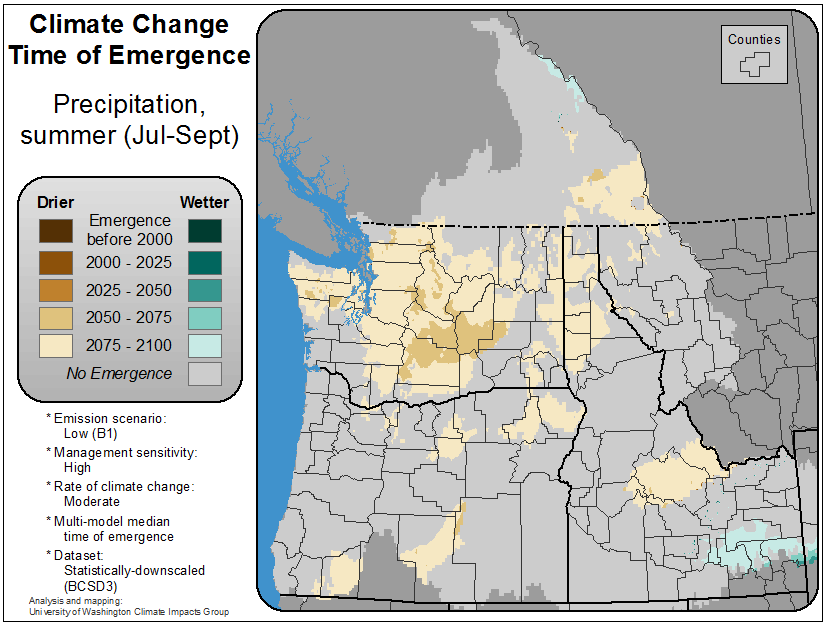 Climate Change
Time of Emergence
Precipitation,
summer (Jul-Sept)
Drier
Wetter
Emergence
before 2000
2000 - 2025
2025 - 2050
2050 - 2075
2075 - 2100
No Emergence
* Emission scenario:
Low (B1)
* Management sensitivity:
High
* Rate of climate change:
Moderate
* Multi-model median
time of emergence
* Dataset:
Statistically-downscaled
(BCSD3)
Analysis and mapping:
University of Washington Climate Impacts Group
Counties